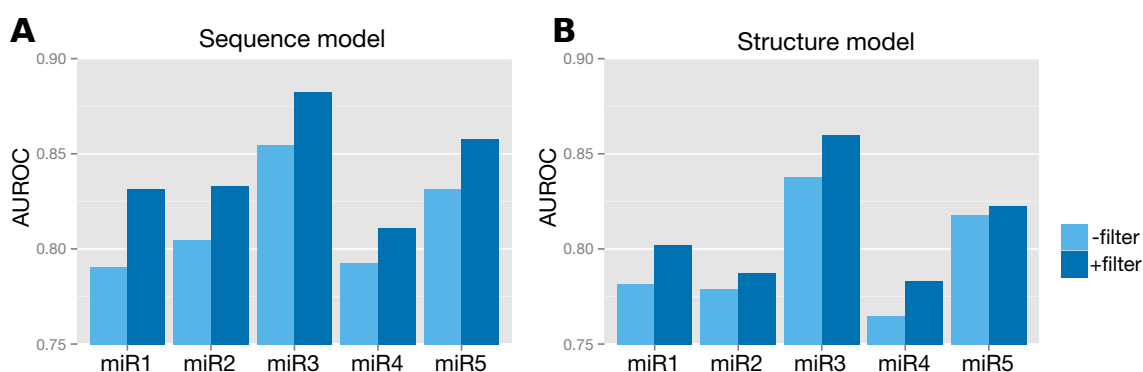 A
Sequence model
AUROC
0.90
0.85
0.80
0.75
miR1 miR2 miR3 miR4 miR5
B
Structure model
AUROC
0.90
0.85
0.80
0.75
miR1 miR2 miR3 miR4 miR5
-filter
+filter